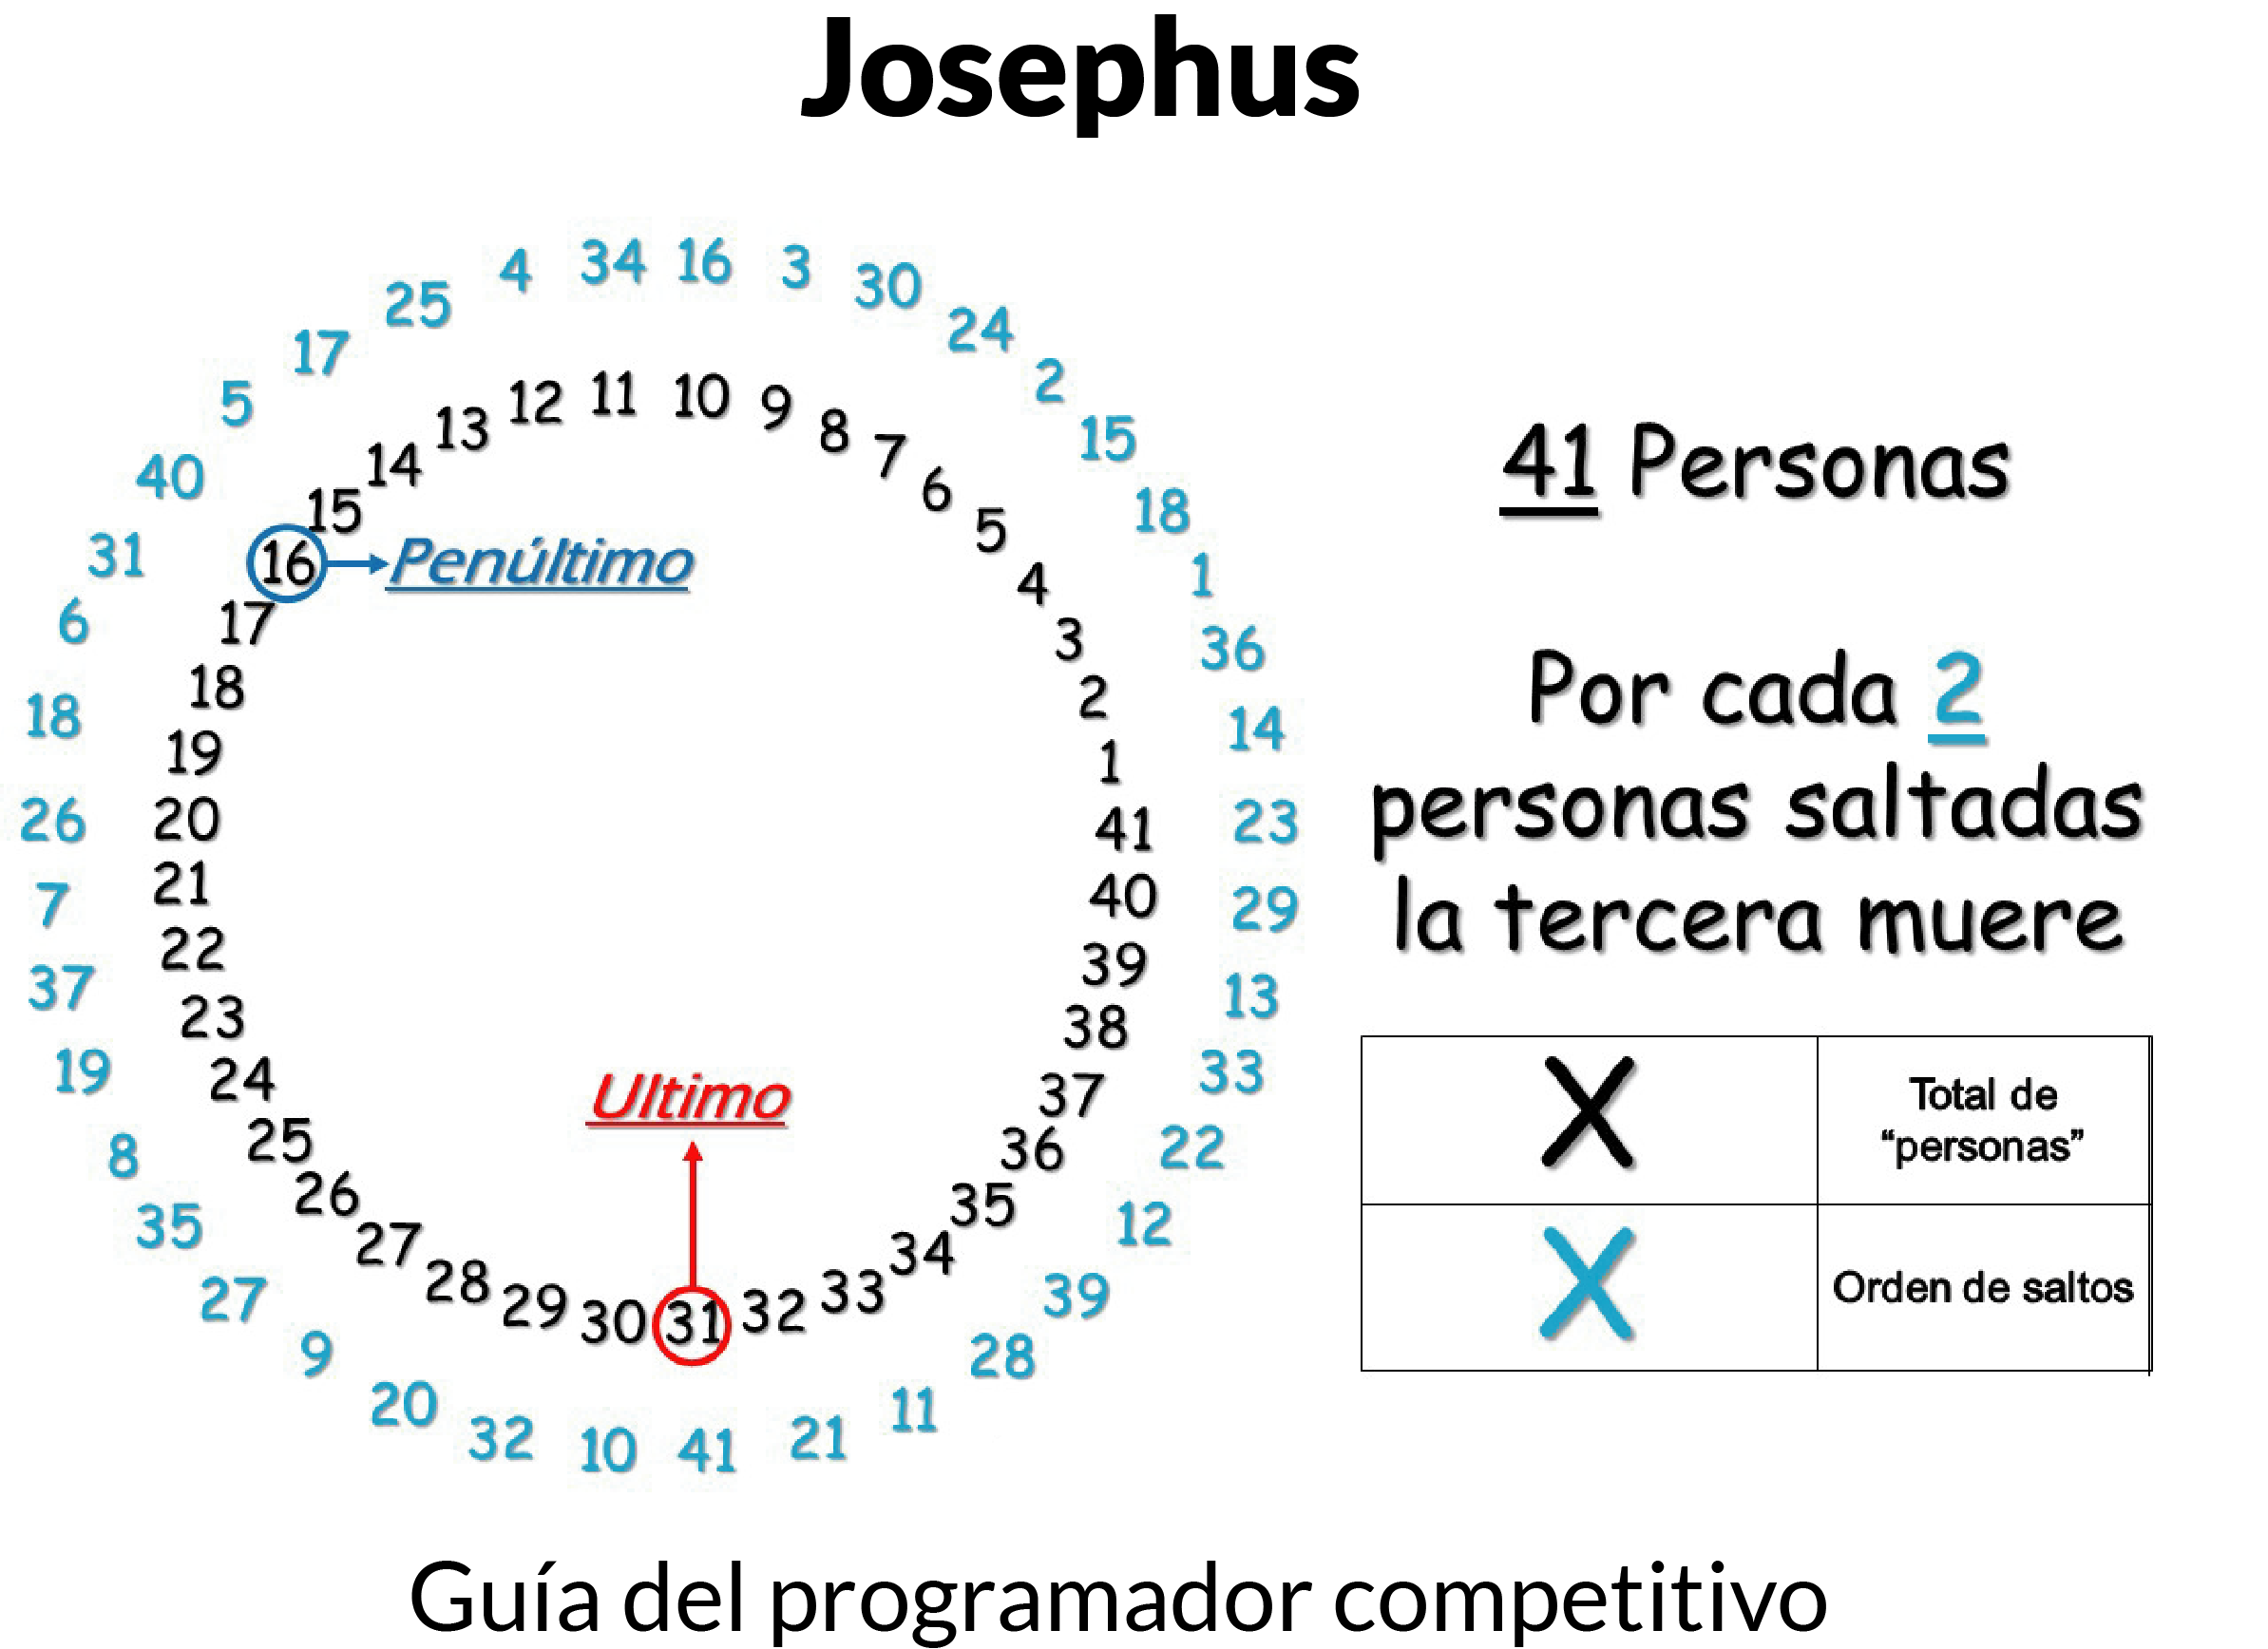 Josephus
4 34 16 3 30
25 24
17 2
5 15
40 18
31 1
6 36
18 14
26 23
7 29
37 13
19 33
8 22
35 12
27 39
9 28
20 11
32 10 41 21
12 11 10 9
13 8
14 7
15 6
16 5
17 4
18 3
19 2
20 1
21 41
22 40
23 39
24 38
25 37
26 36
27 35
28 34
29 30 31 32 33
Penúltimo
Ultimo
41 Personas
Por cada 2
personas saltadas
la tercera muere
X Total de
“personas”
X Orden de saltos
Guía del programador competitivo